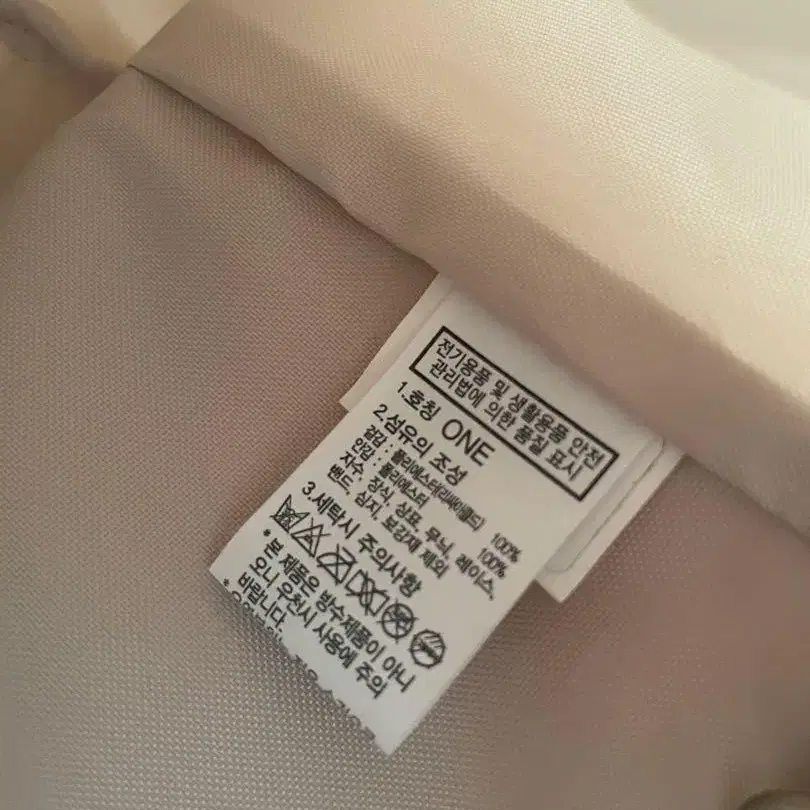 전기용품 및 생활용품 안전
관리법에 의한 품질 표시
1.호칭 ONE
2.섬유의 조성
겉감 : 폴리에스터(리싸이클드) 100%
안감 : 폴리에스터 100%
자수, 장식, 상표, 무늬, 레이스,
밴드, 심지, 보강재 제외
3.세탁시 주의사항
* 본 제품은 방수제품이 아니
오니 우천시 사용에 주의
바랍니다.
*